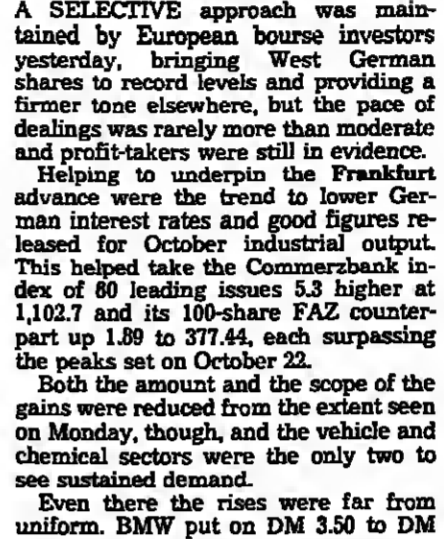 A SELECTIVE approach was main-
tained by European bourse investors
yesterday, bringing West German
shares to record levels and providing a
firmer tone elsewhere, but the pace of
dealings was rarely more than moderate
and profit-takers were still in evidence.
Helping to underpin the Frankfurt
advance were the trend to lower Ger-
man interest rates and good figures re-
leased for October industrial output.
This helped take the Commerzbank in-
dex of 60 leading issues 5.3 higher at
1,102.7 and its 100-share FAZ counter-
part up 1.89 to 377.44, each surpassing
the peaks set on October 22.
Both the amount and the scope of the
gains were reduced from the extent seen
on Monday, though, and the vehicle and
chemical sectors were the only two to
see sustained demand.
Even there the rises were far from
uniform. BMW put on DM 3.50 to DM